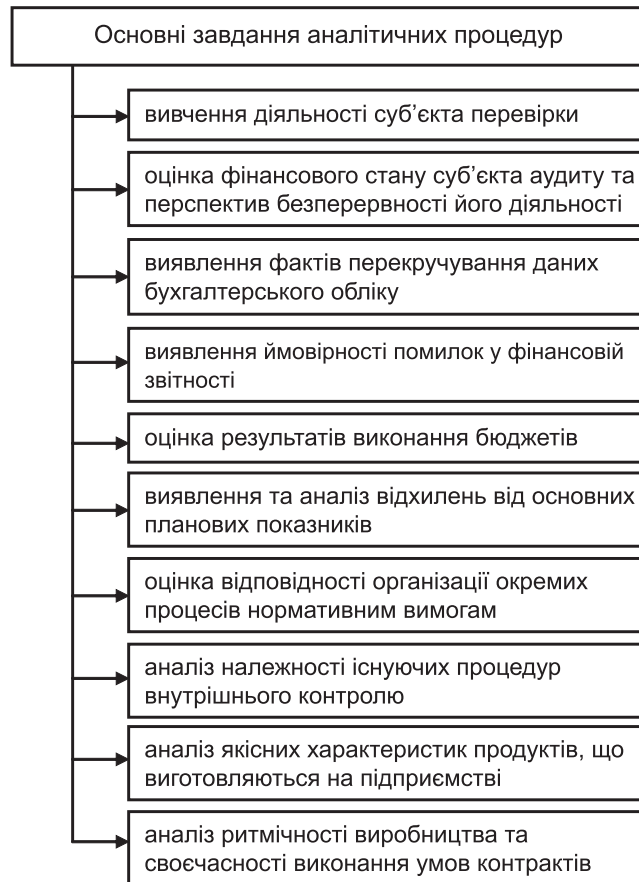 Основні завдання аналітичних процедур
вивчення діяльності суб’єкта перевірки
оцінка фінансового стану суб’єкта аудиту та
перспектив безперервності його діяльності
виявлення фактів перекручування даних
бухгалтерського обліку
виявлення ймовірності помилок у фінансовій
звітності
оцінка результатів виконання бюджетів
виявлення та аналіз відхилень від основних
планових показників
оцінка відповідності організації окремих
процесів нормативним вимогам
аналіз належності існуючих процедур
внутрішнього контролю
аналіз якісних характеристик продуктів, що
виготовляються на підприємстві
аналіз ритмічності виробництва та
своєчасності виконання умов контрактів